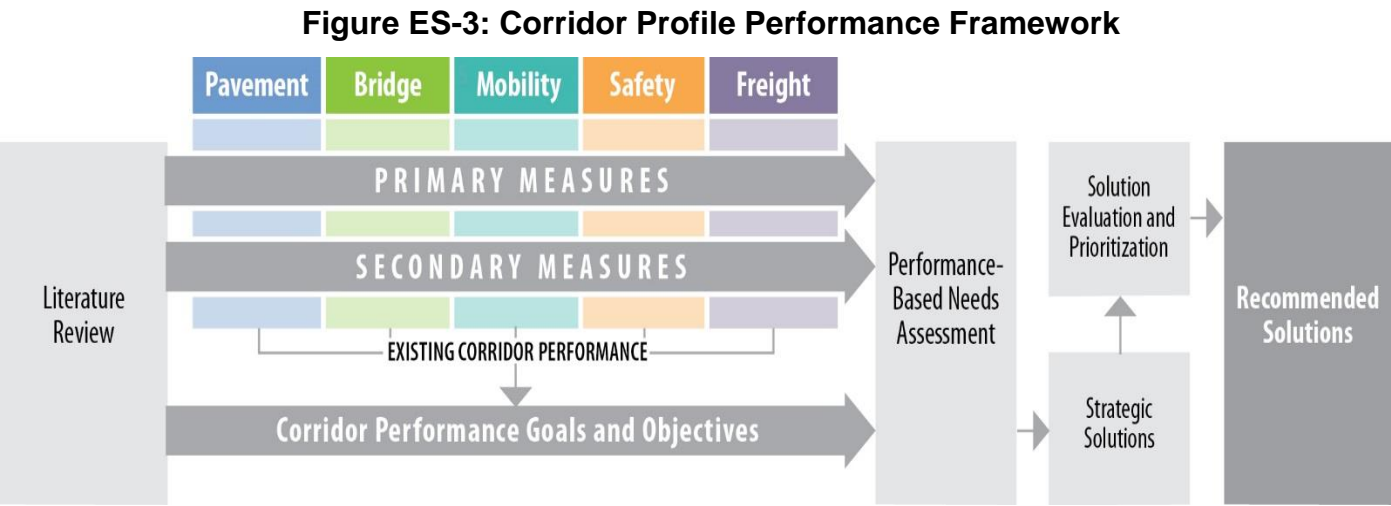 Figure ES-3: Corridor Profile Performance Framework
Pavement
Bridge
Mobility
Safety
Freight
Literature
Review
PRIMARY MEASURES
SECONDARY MEASURES
EXISTING CORRIDOR PERFORMANCE
Corridor Performance Goals and Objectives
Performance-
Based Needs
Assessment
Solution
Evaluation and
Prioritization
Strategic
Solutions
Recommended
Solutions